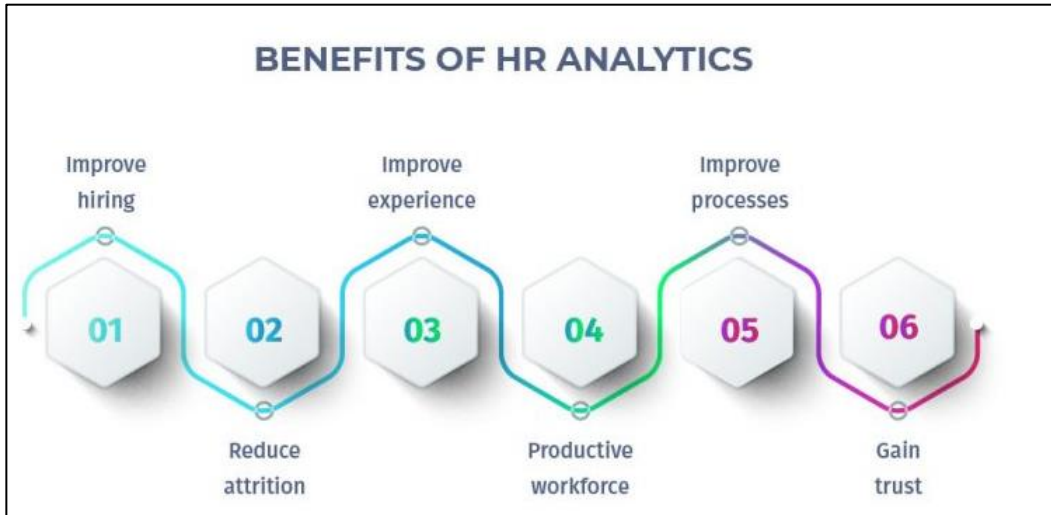 BENEFITS OF HR ANALYTICS
Improve
hiring
Improve
experience
Improve
processes
01
02
03
04
05
06
Reduce
attrition
Productive
workforce
Gain
trust